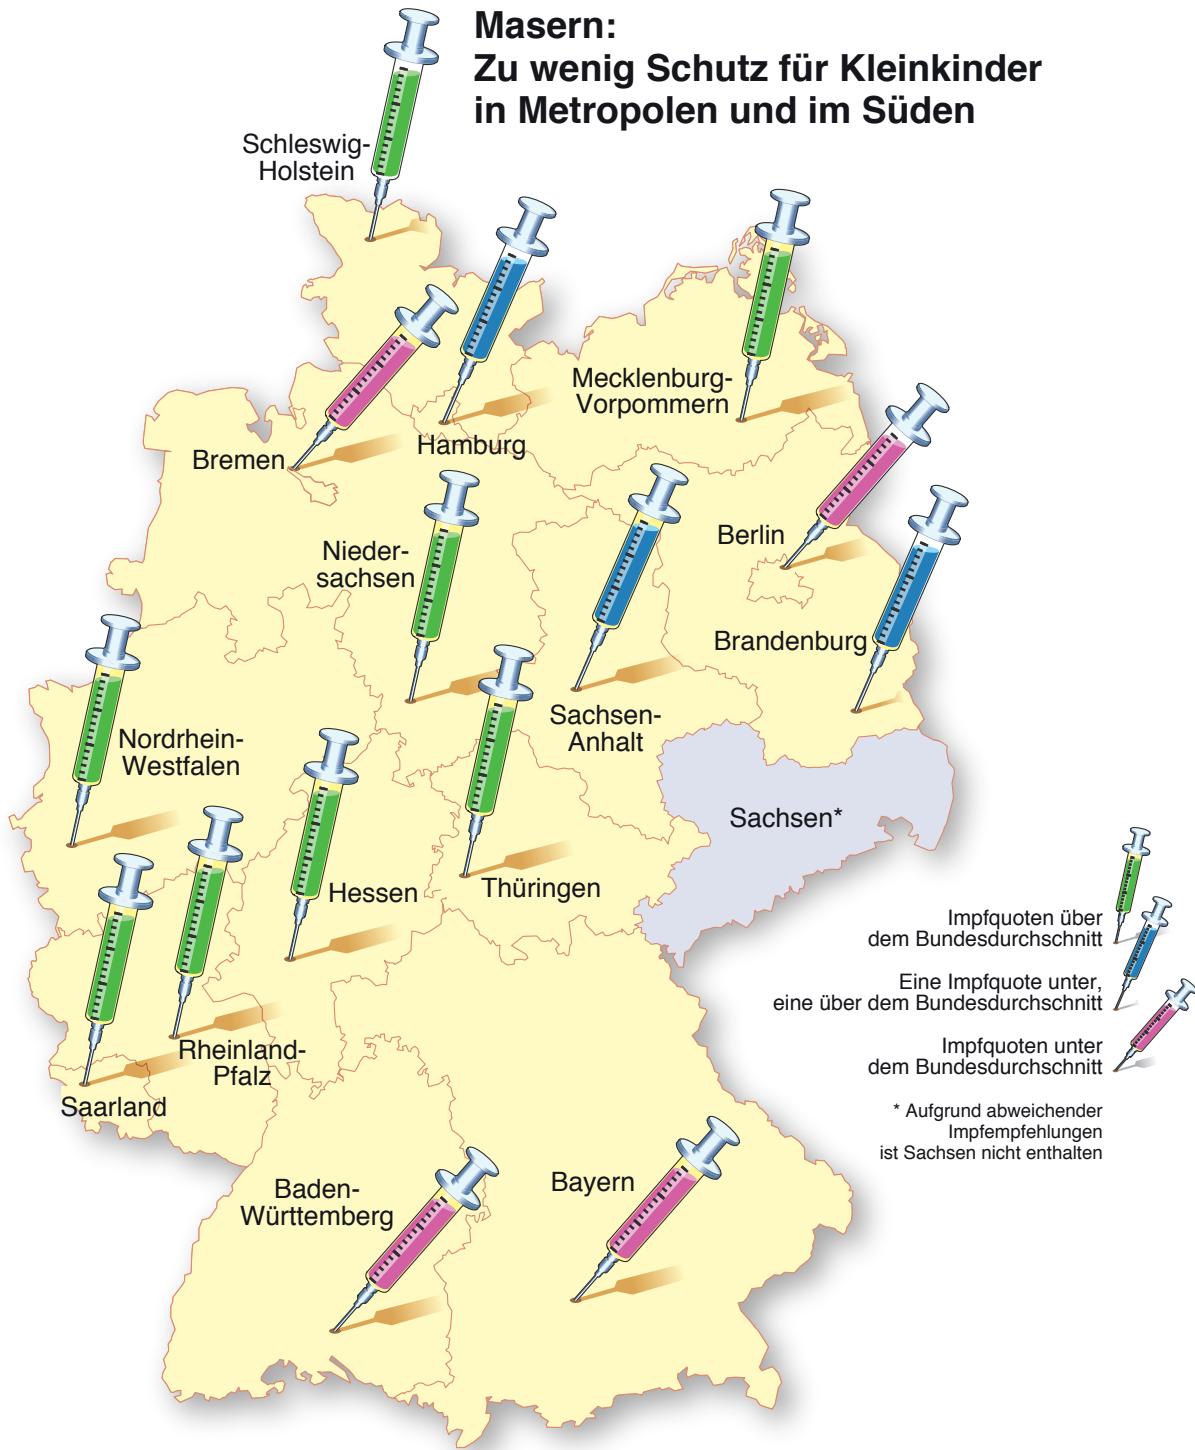 Masern:
Zu wenig Schutz für Kleinkinder
in Metropolen und im Süden
Schleswig-
Holstein
Mecklenburg-
Vorpommern
Hamburg
Bremen
Berlin
Nieder-
sachsen
Brandenburg
Sachsen-
Anhalt
Nordrhein-
Westfalen
Sachsen*
Hessen
Thüringen
Rheinland-
Pfalz
Saarland
Baden-
Württemberg
Bayern
Impfquoten über
dem Bundesdurchschnitt
Eine Impfquote unter,
eine über dem Bundesdurchschnitt
Impfquoten unter
dem Bundesdurchschnitt
* Aufgrund abweichender
Impfempfehlungen
ist Sachsen nicht enthalten